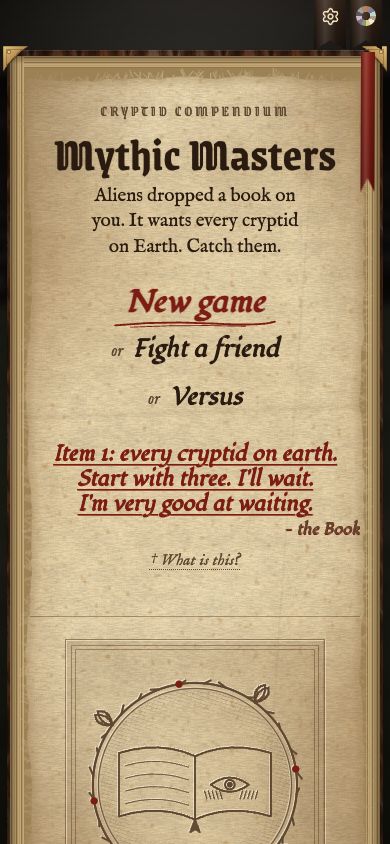 CRYPTID COMPENDIUM
Mythic Masters
Aliens dropped a book on
you. It wants every cryptid
on Earth. Catch them.
New game
or Fight a friend
or Versus
Item 1: every cryptid on earth.
Start with three. I'll wait.
I'm very good at waiting.
– the Book
† What is this?